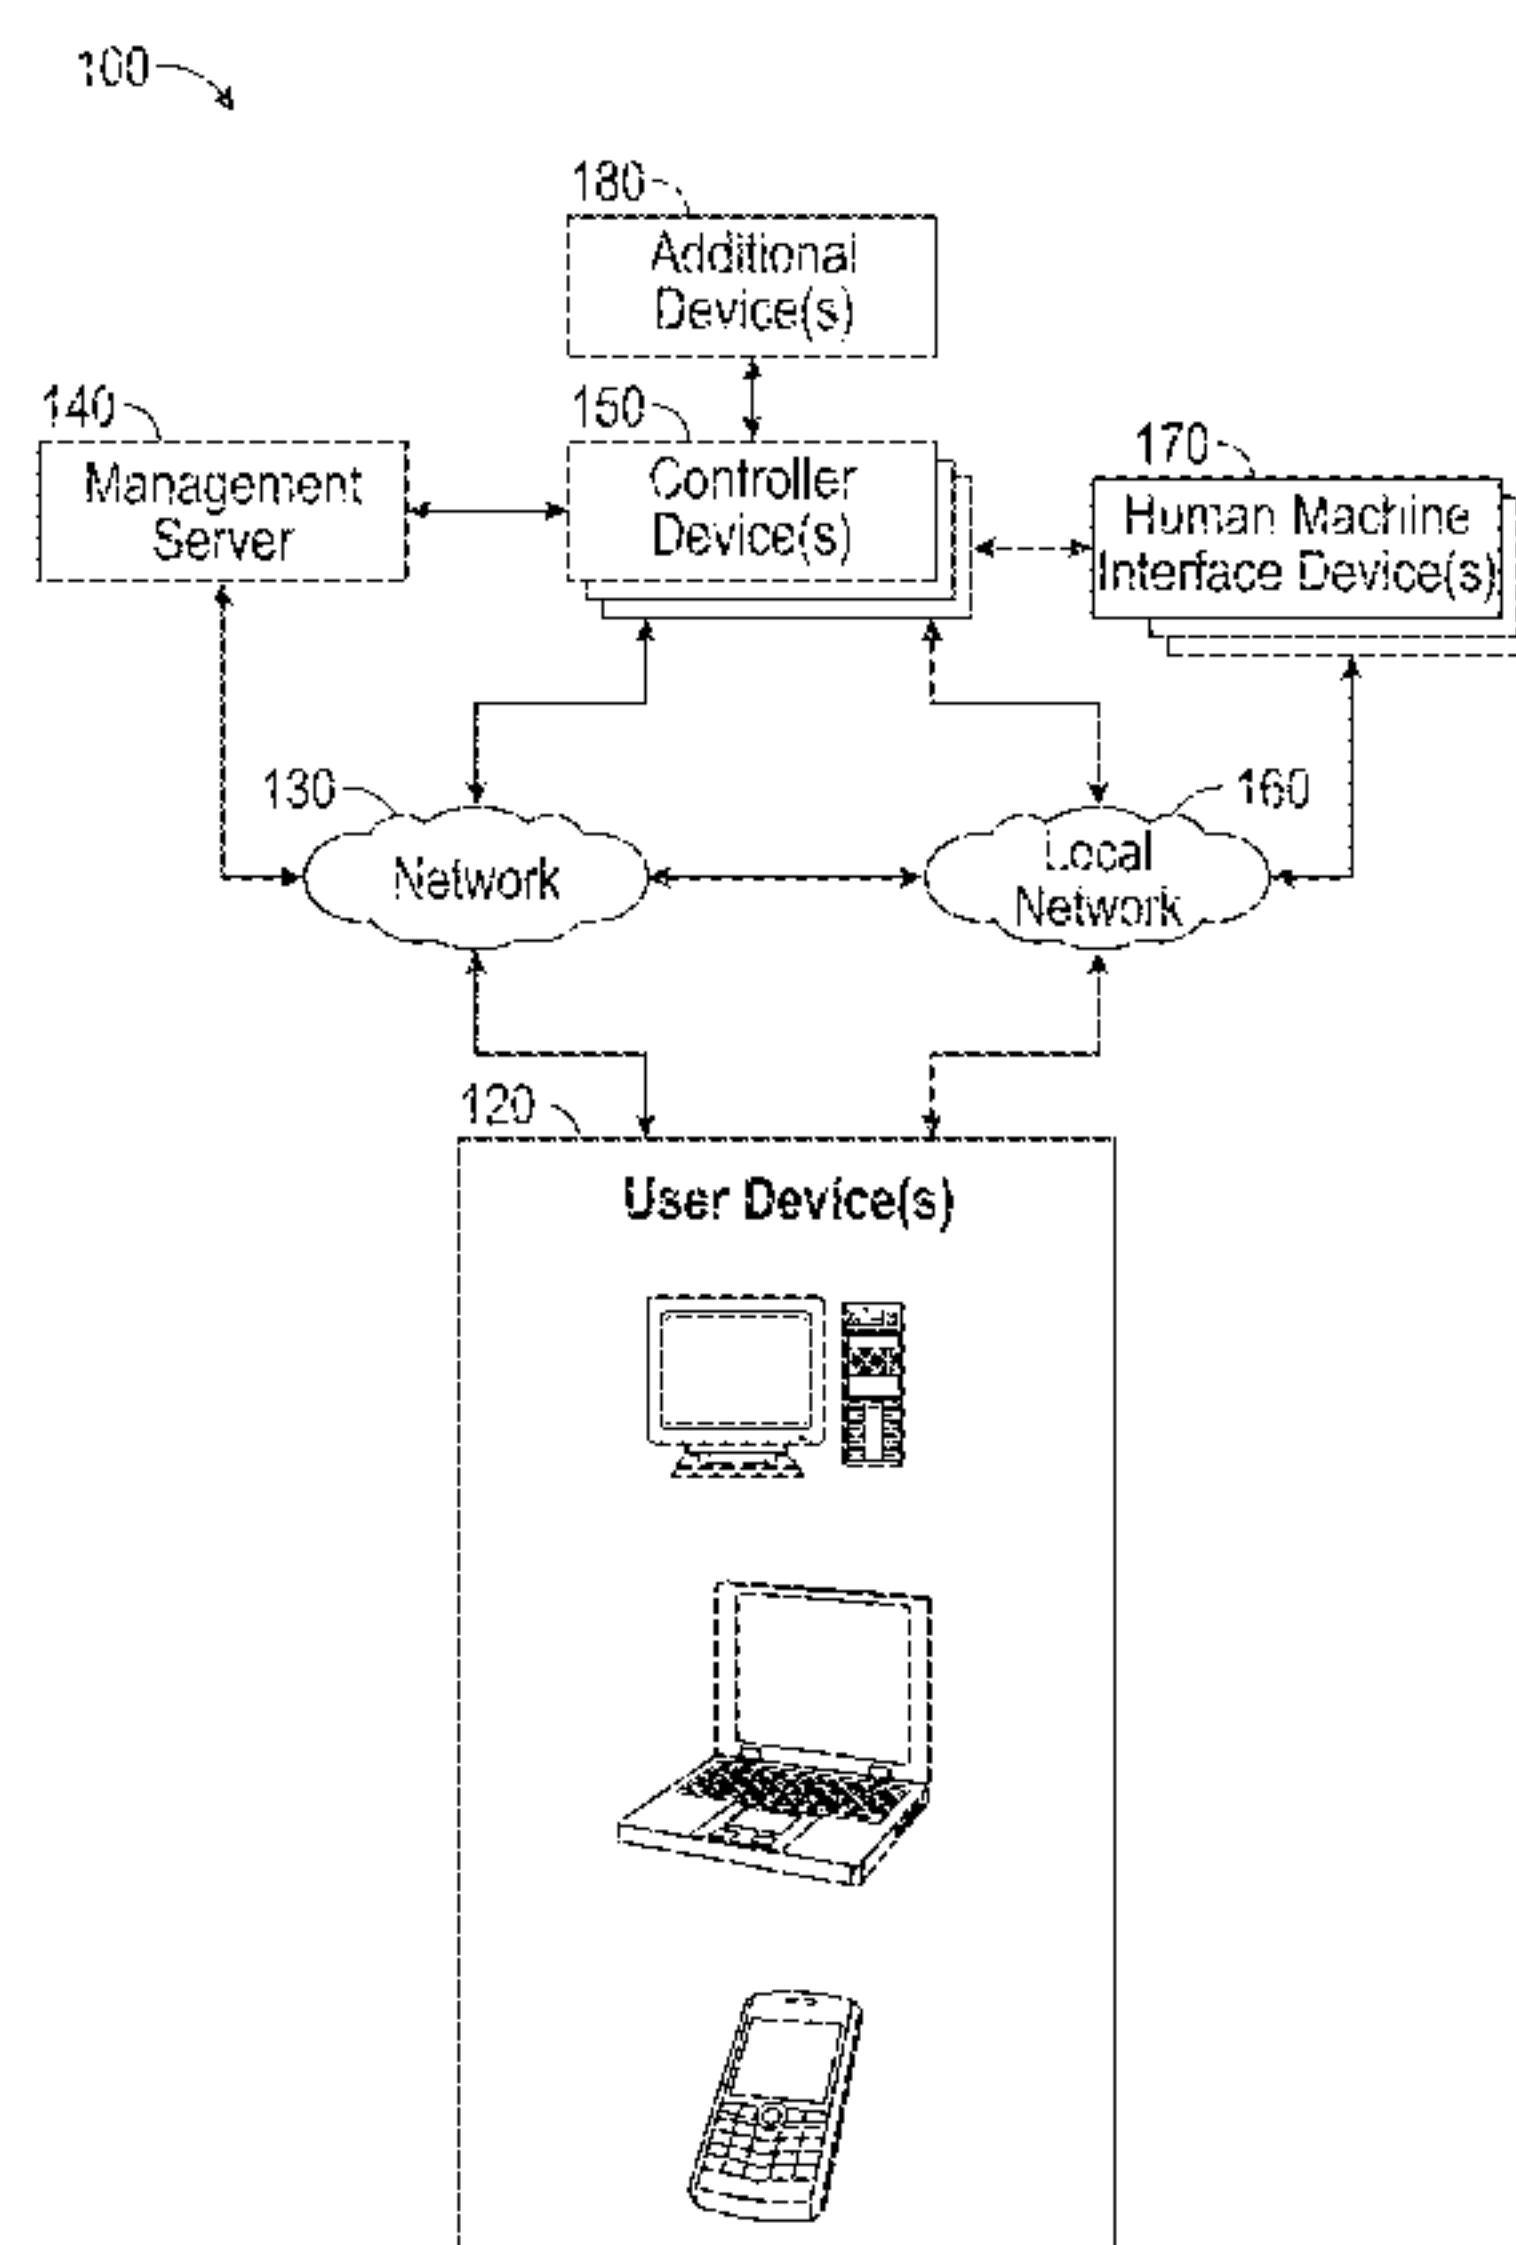 100
180
Additional
Device(s)
140
Management
Server
150
Controller
Device(s)
170
Human Machine
Interface Device(s)
130
Network
160
Local
Network
120
User Device(s)